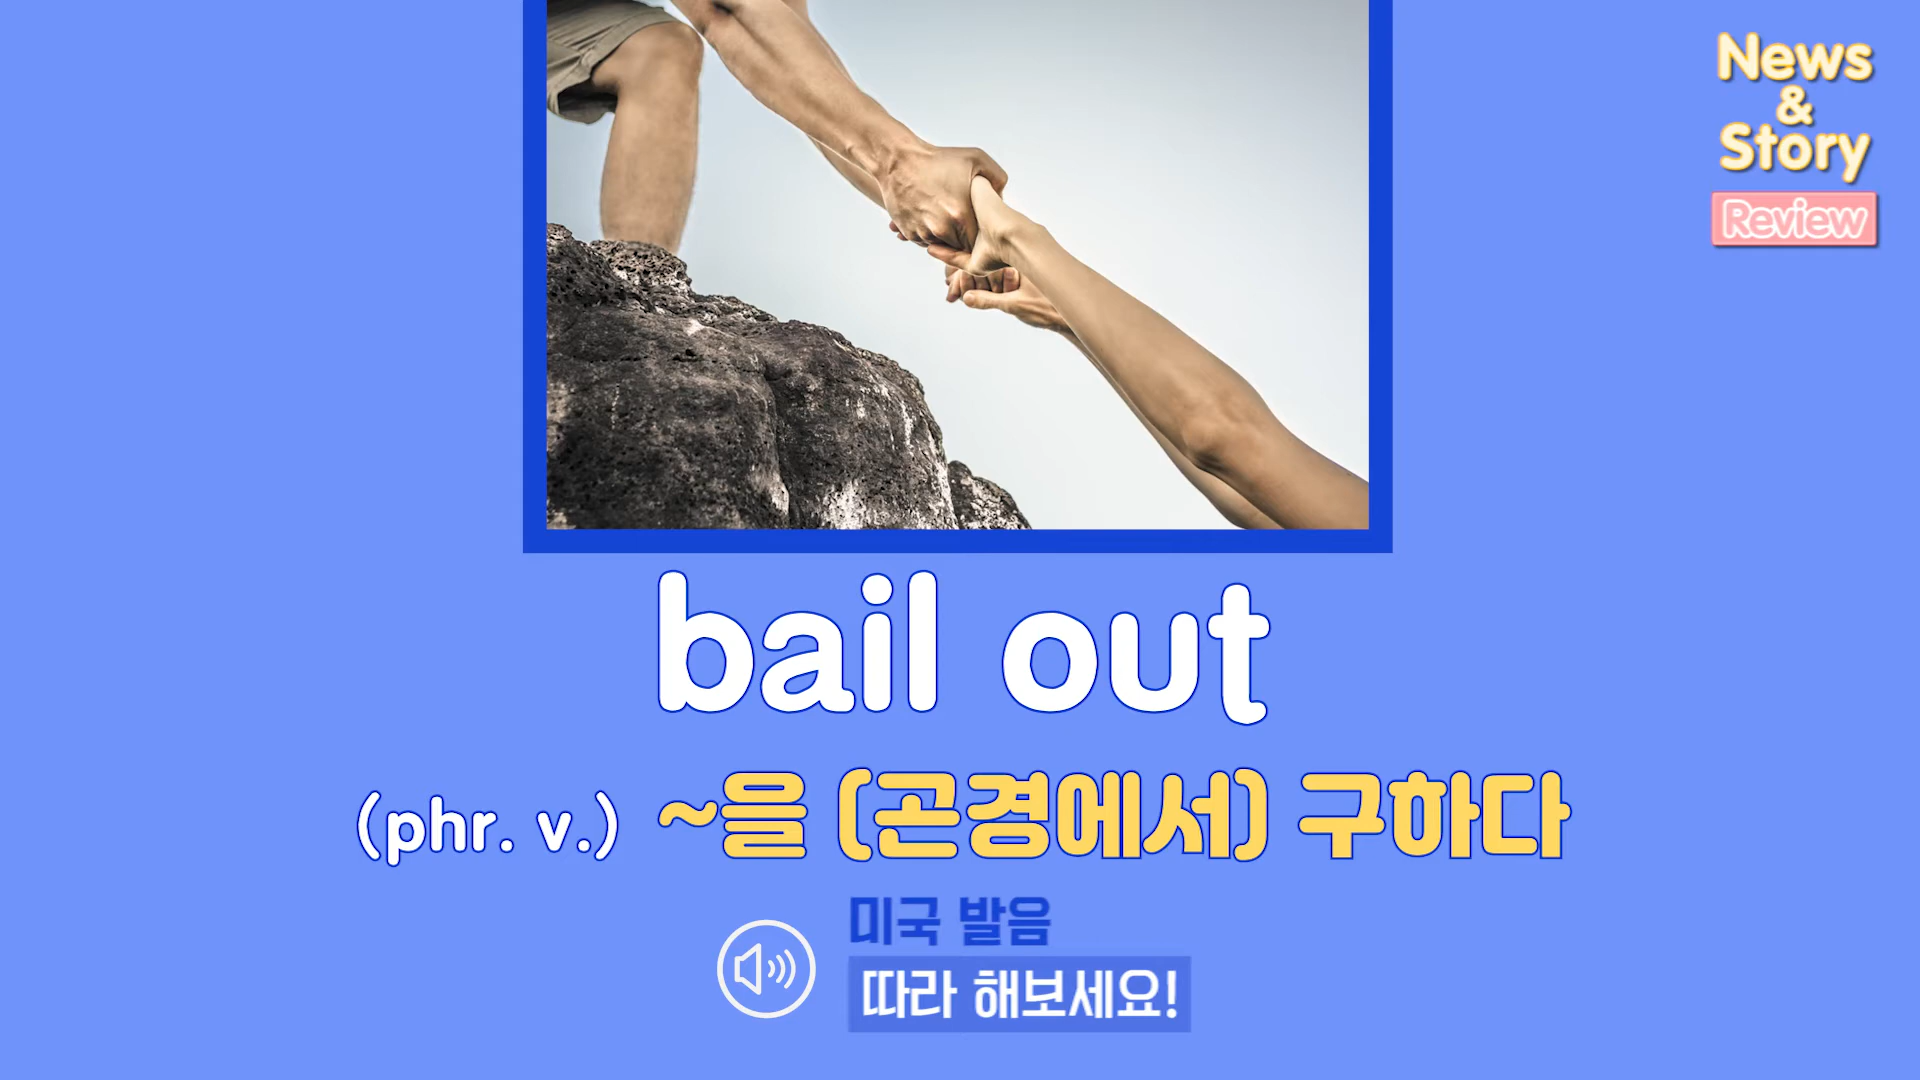 News
&
Story
Review
bail out
(phr. v.) ~을 (곤경에서) 구하다
미국 발음
따라 해보세요!